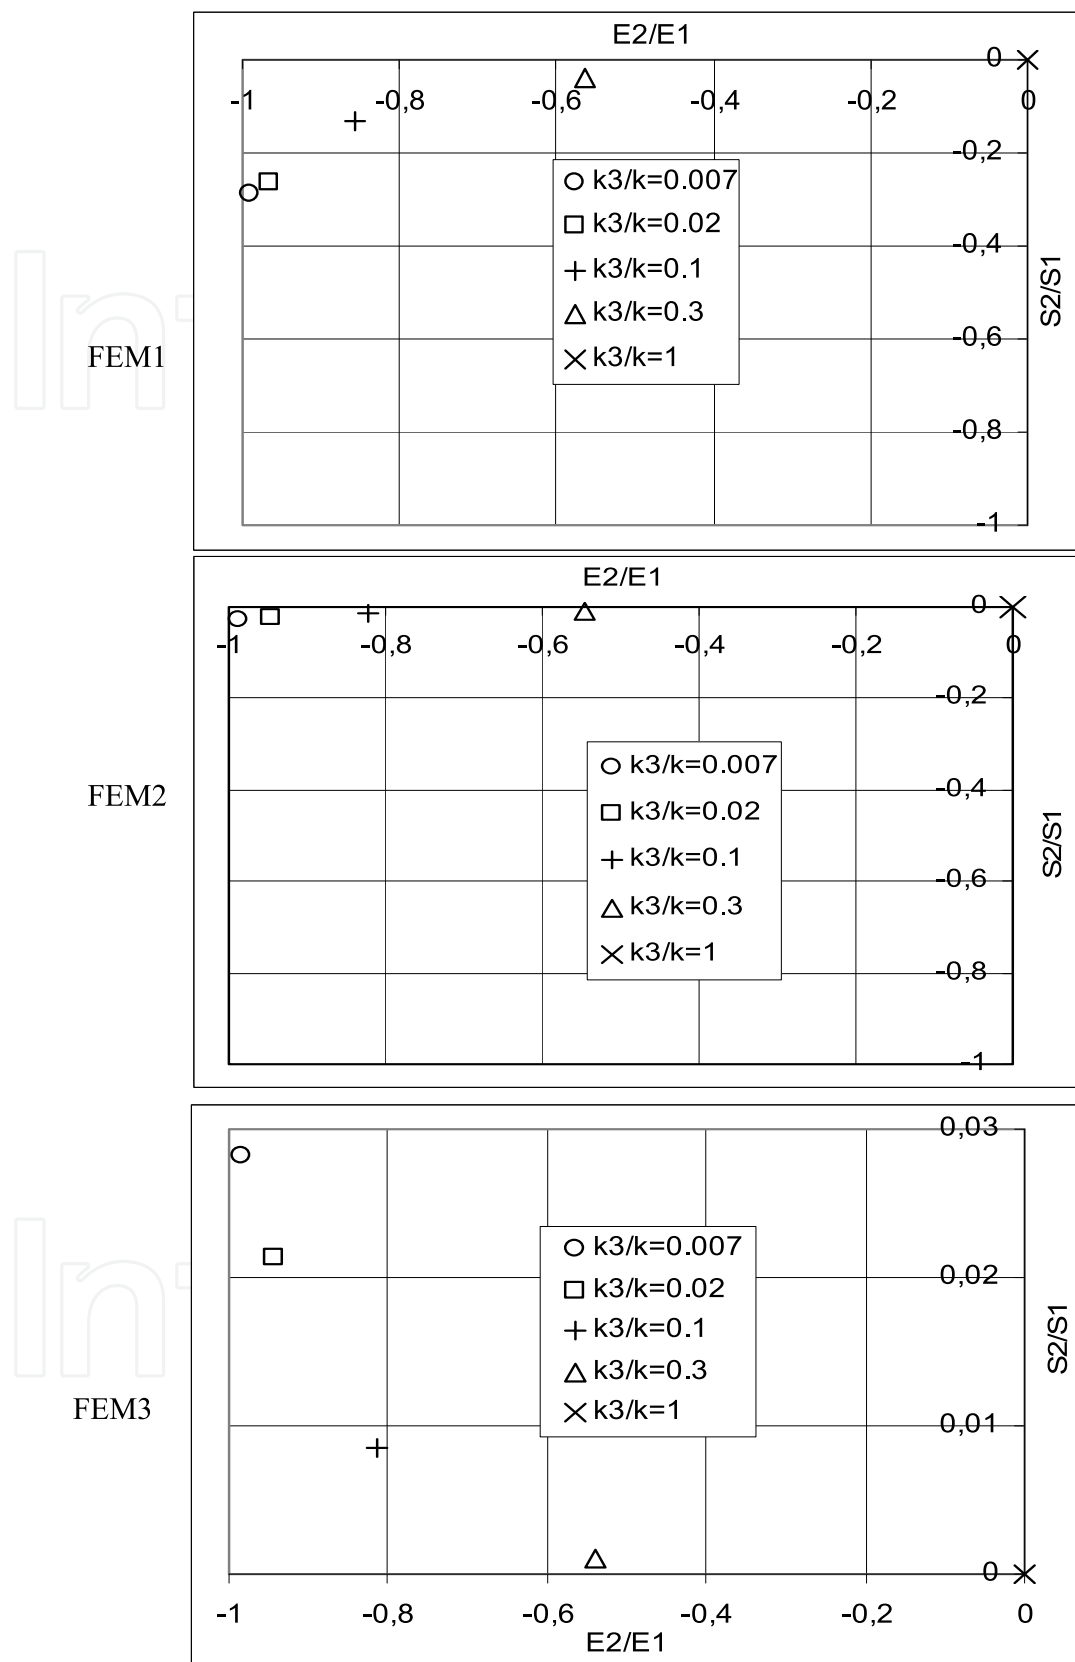 E2/E1
0
-1 -0,8 -0,6 -0,4 -0,2 0
-0,2
k3/k=0.007
k3/k=0.02
-0,4
k3/k=0.1
S2/S1
k3/k=0.3
-0,6
FEM1
k3/k=1
-0,8
-1
E2/E1
0
-1 -0,8 -0,6 -0,4 -0,2 0
-0,2
k3/k=0.007
-0,4
FEM2
k3/k=0.02
S2/S1
k3/k=0.1
-0,6
k3/k=0.3
k3/k=1
-0,8
-1
0,03
k3/k=0.007
0,02
k3/k=0.02
k3/k=0.1
S2/S1
k3/k=0.3
FEM3
k3/k=1
0,01
0
-1 -0,8 -0,6 -0,4 -0,2 0
E2/E1